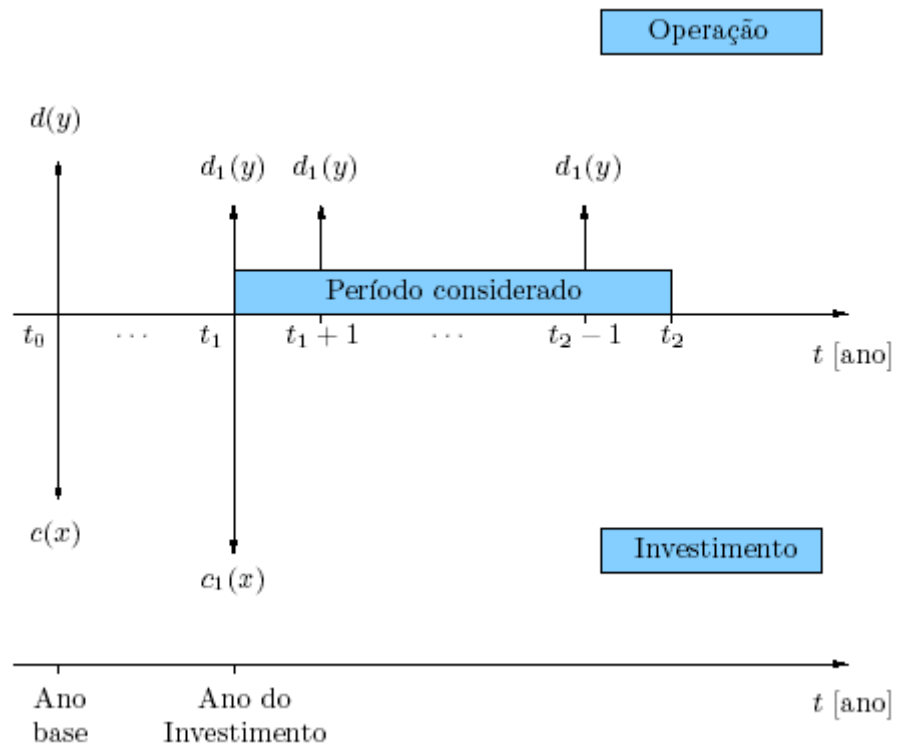 Operação
d(y)
d₁(y) d₁(y) d₁(y)
Período considerado
t₀ ⋯ t₁ t₁ + 1 ⋯ t₂ − 1 t₂
t [ano]
c(x)
Investimento
c₁(x)
Ano base
Ano do Investimento
t [ano]